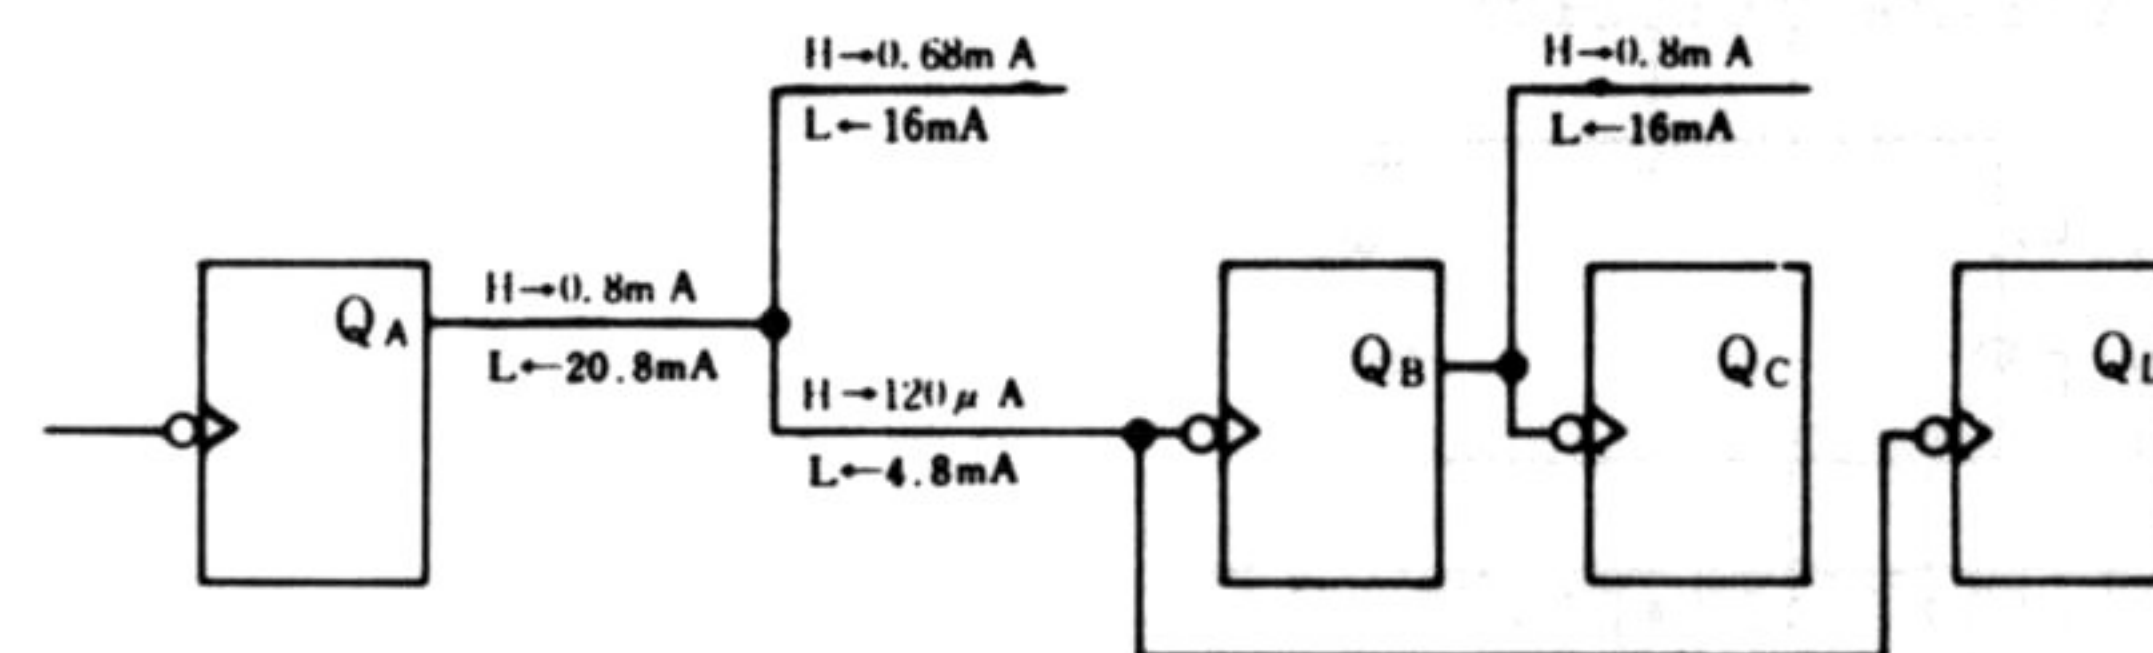 H→0.68mA
L←16mA
H→0.8mA
L←16mA
H→0.8mA
L←20.8mA
H→120μA
L←4.8mA
QA
QB
QC
Q